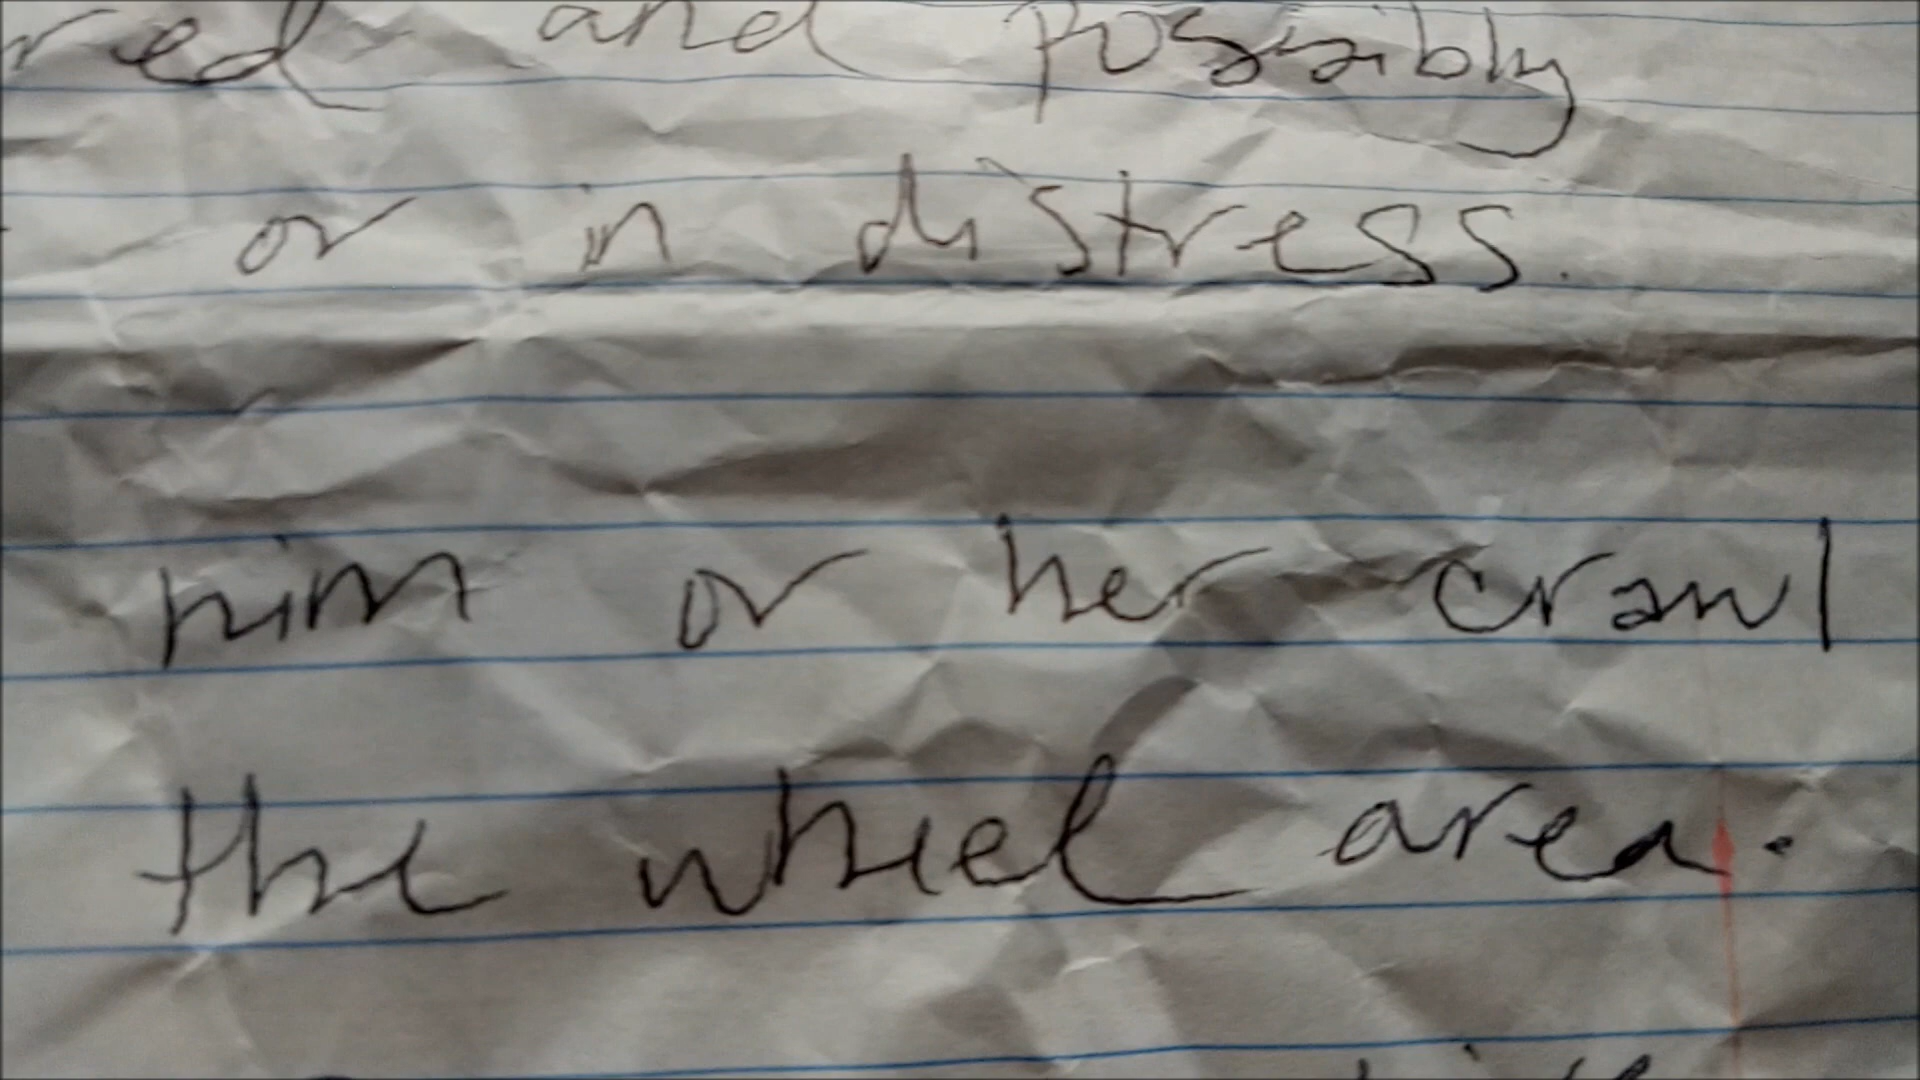 red and possibly
or in distress.
him or her crawl
the wheel area.